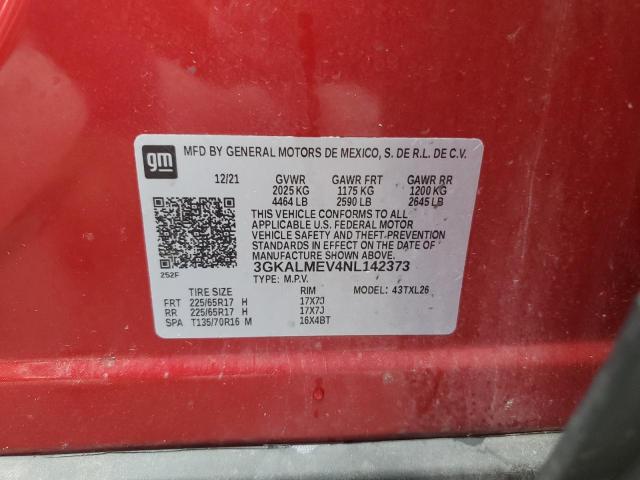 gm
MFD BY GENERAL MOTORS DE MEXICO, S. DE R.L. DE C.V.
12/21 GVWR GAWR FRT GAWR RR
2025 KG 1175 KG 1200 KG
4464 LB 2590 LB 2645 LB
THIS VEHICLE CONFORMS TO ALL
APPLICABLE U.S. FEDERAL MOTOR
VEHICLE SAFETY AND THEFT PREVENTION
STANDARDS IN EFFECT ON THE DATE OF
MANUFACTURE SHOWN ABOVE.
252F
3GKALMEV4NL142373
TYPE: M.P.V.
TIRE SIZE RIM MODEL: 43TXL26
FRT 225/65R17 H 17X7J
RR 225/65R17 H 17X7J
SPA T135/70R16 M 16X4BT